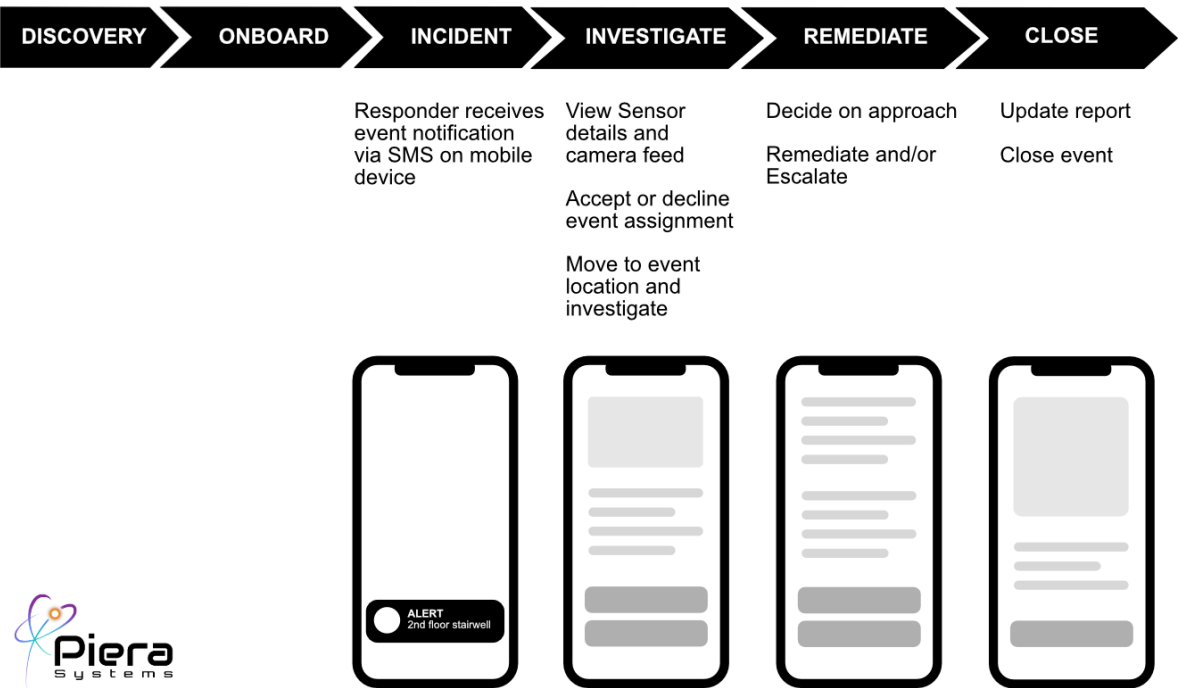 DISCOVERY
ONBOARD
INCIDENT
INVESTIGATE
REMEDIATE
CLOSE
Responder receives
event notification
via SMS on mobile
device
View Sensor
details and
camera feed
Accept or decline
event assignment
Move to event
location and
investigate
Decide on approach
Remediate and/or
Escalate
Update report
Close event
ALERT
2nd floor stairwell
Piera
Systems